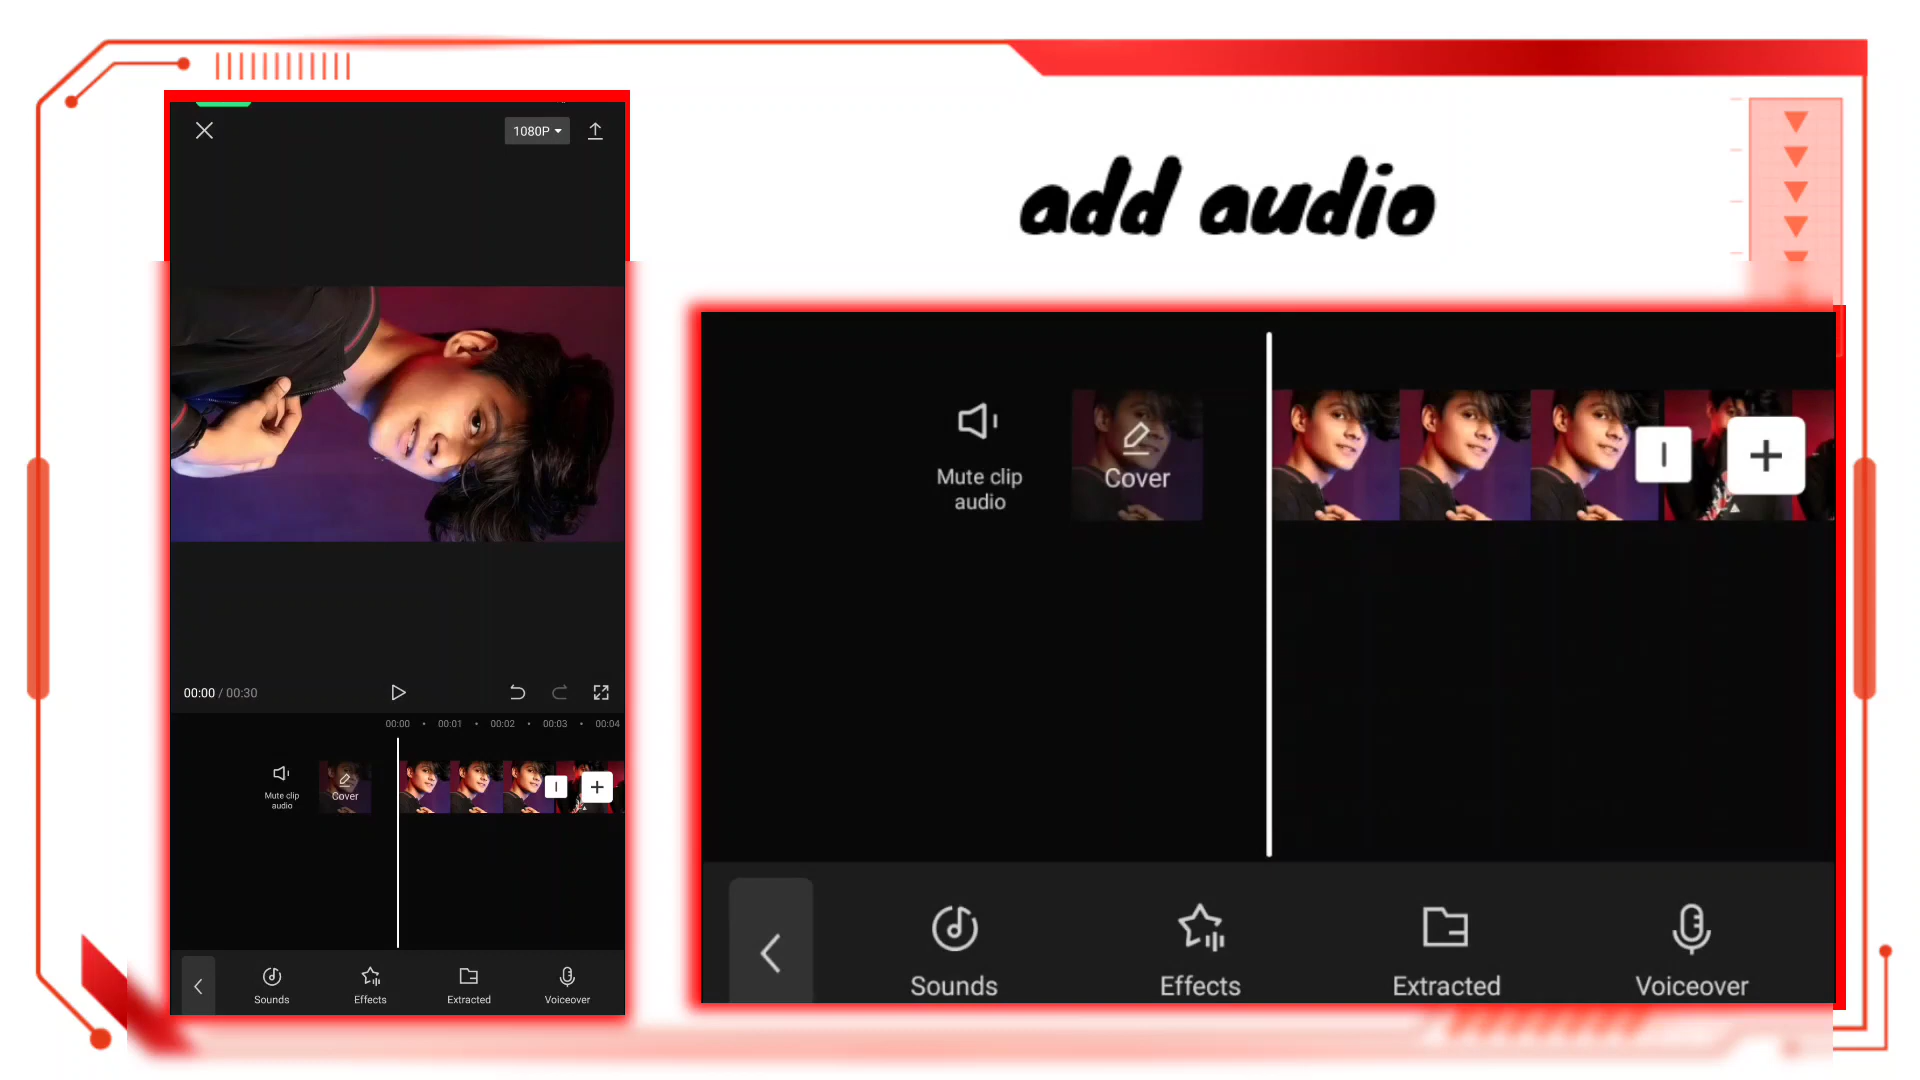 1080P
add audio
00:00 / 00:30
00:00 • 00:01 • 00:02 • 00:03 • 00:04
Mute clip
audio
Cover
Sounds
Effects
Extracted
Voiceover
Mute clip
audio
Cover
Sounds
Effects
Extracted
Voiceover